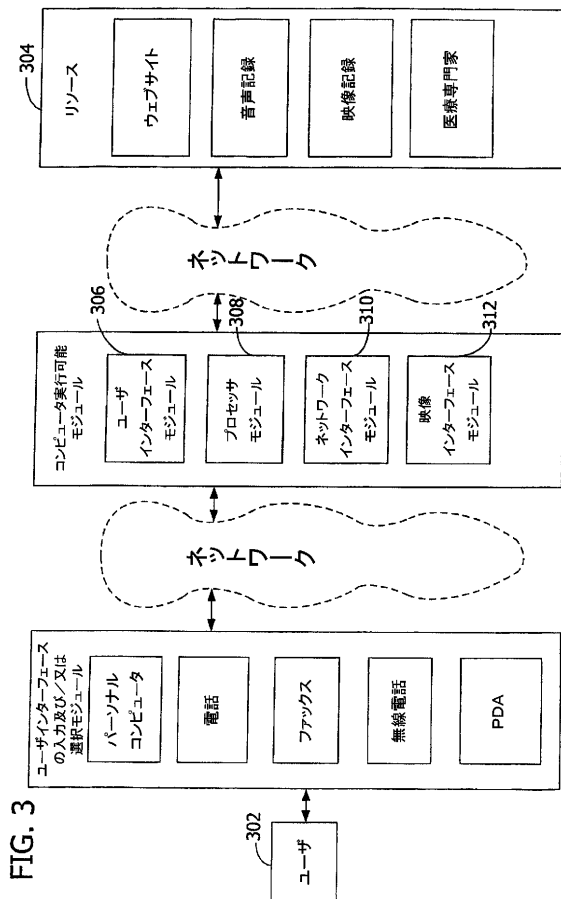 FIG. 3
302
ユーザ
ユーザインターフェース
の入力及び／又は
選択モジュール
パーソナル
コンピュータ
電話
ファックス
無線電話
PDA
ネットワーク
コンピュータ実行可能
モジュール
306
ユーザ
インターフェース
モジュール
308
プロセッサ
モジュール
310
ネットワーク
インターフェース
モジュール
312
映像
インターフェース
モジュール
ネットワーク
304
リソース
ウェブサイト
音声記録
映像記録
医療専門家